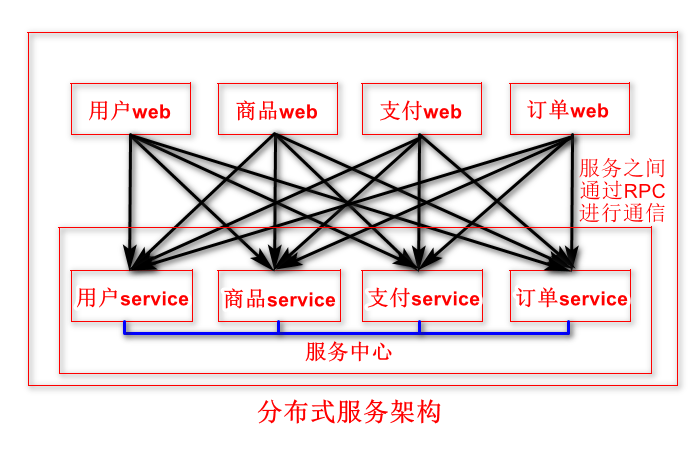 用户web
商品web
支付web
订单web
服务之间
通过RPC
进行通信
用户service
商品service
支付service
订单service
服务中心
分布式服务架构